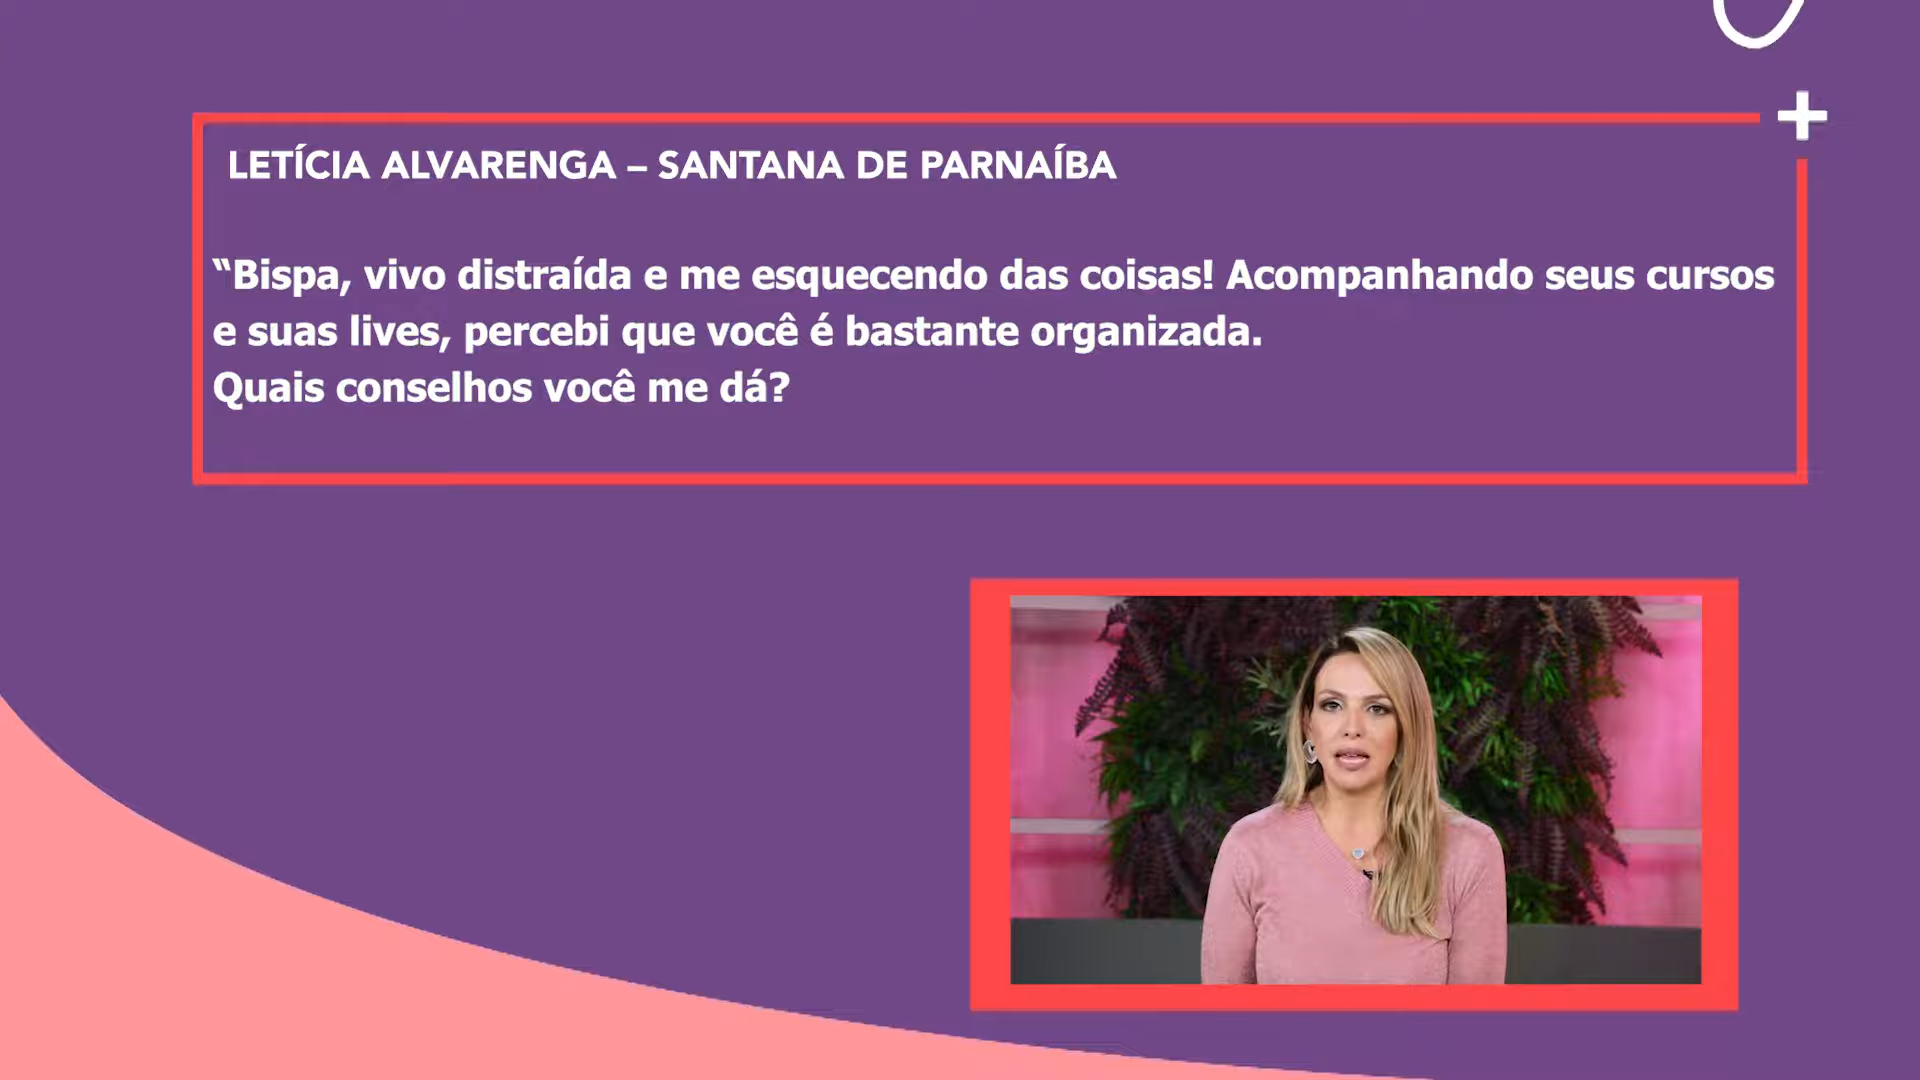 LETÍCIA ALVARENGA – SANTANA DE PARNAÍBA
“Bispa, vivo distraída e me esquecendo das coisas! Acompanhando seus cursos
e suas lives, percebi que você é bastante organizada.
Quais conselhos você me dá?